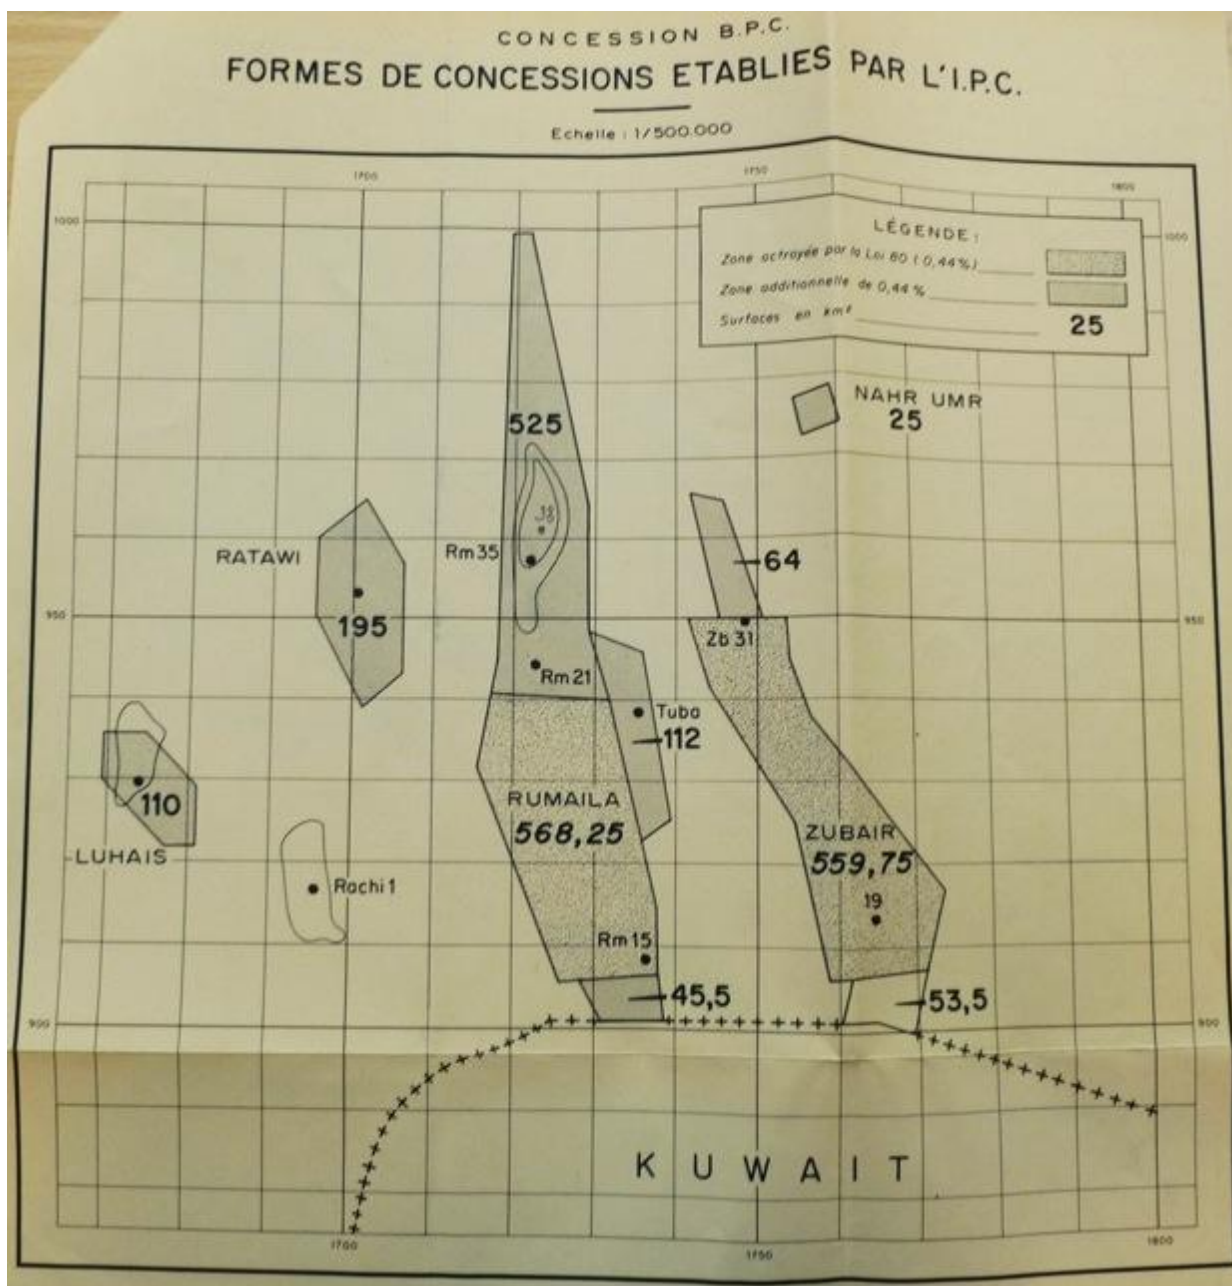 CONCESSION B.P.C.
FORMES DE CONCESSIONS ETABLIES PAR L'I.P.C.
Echelle : 1/500.000
1700
1750
1800
1000
1000
LÉGENDE :
Zone octroyée par la Loi 80 (0,44%)
Zone additionnelle de 0,44 %
Surfaces en km²
25
NAHR UMR
25
525
38
Rm 35
RATAWI
64
950
195
950
Zb 31
Rm 21
Tuba
112
110
RUMAILA
568,25
ZUBAIR
559,75
LUHAIS
Rachi 1
19
Rm 15
45,5
53,5
900
900
KUWAIT
1700
1750
1800